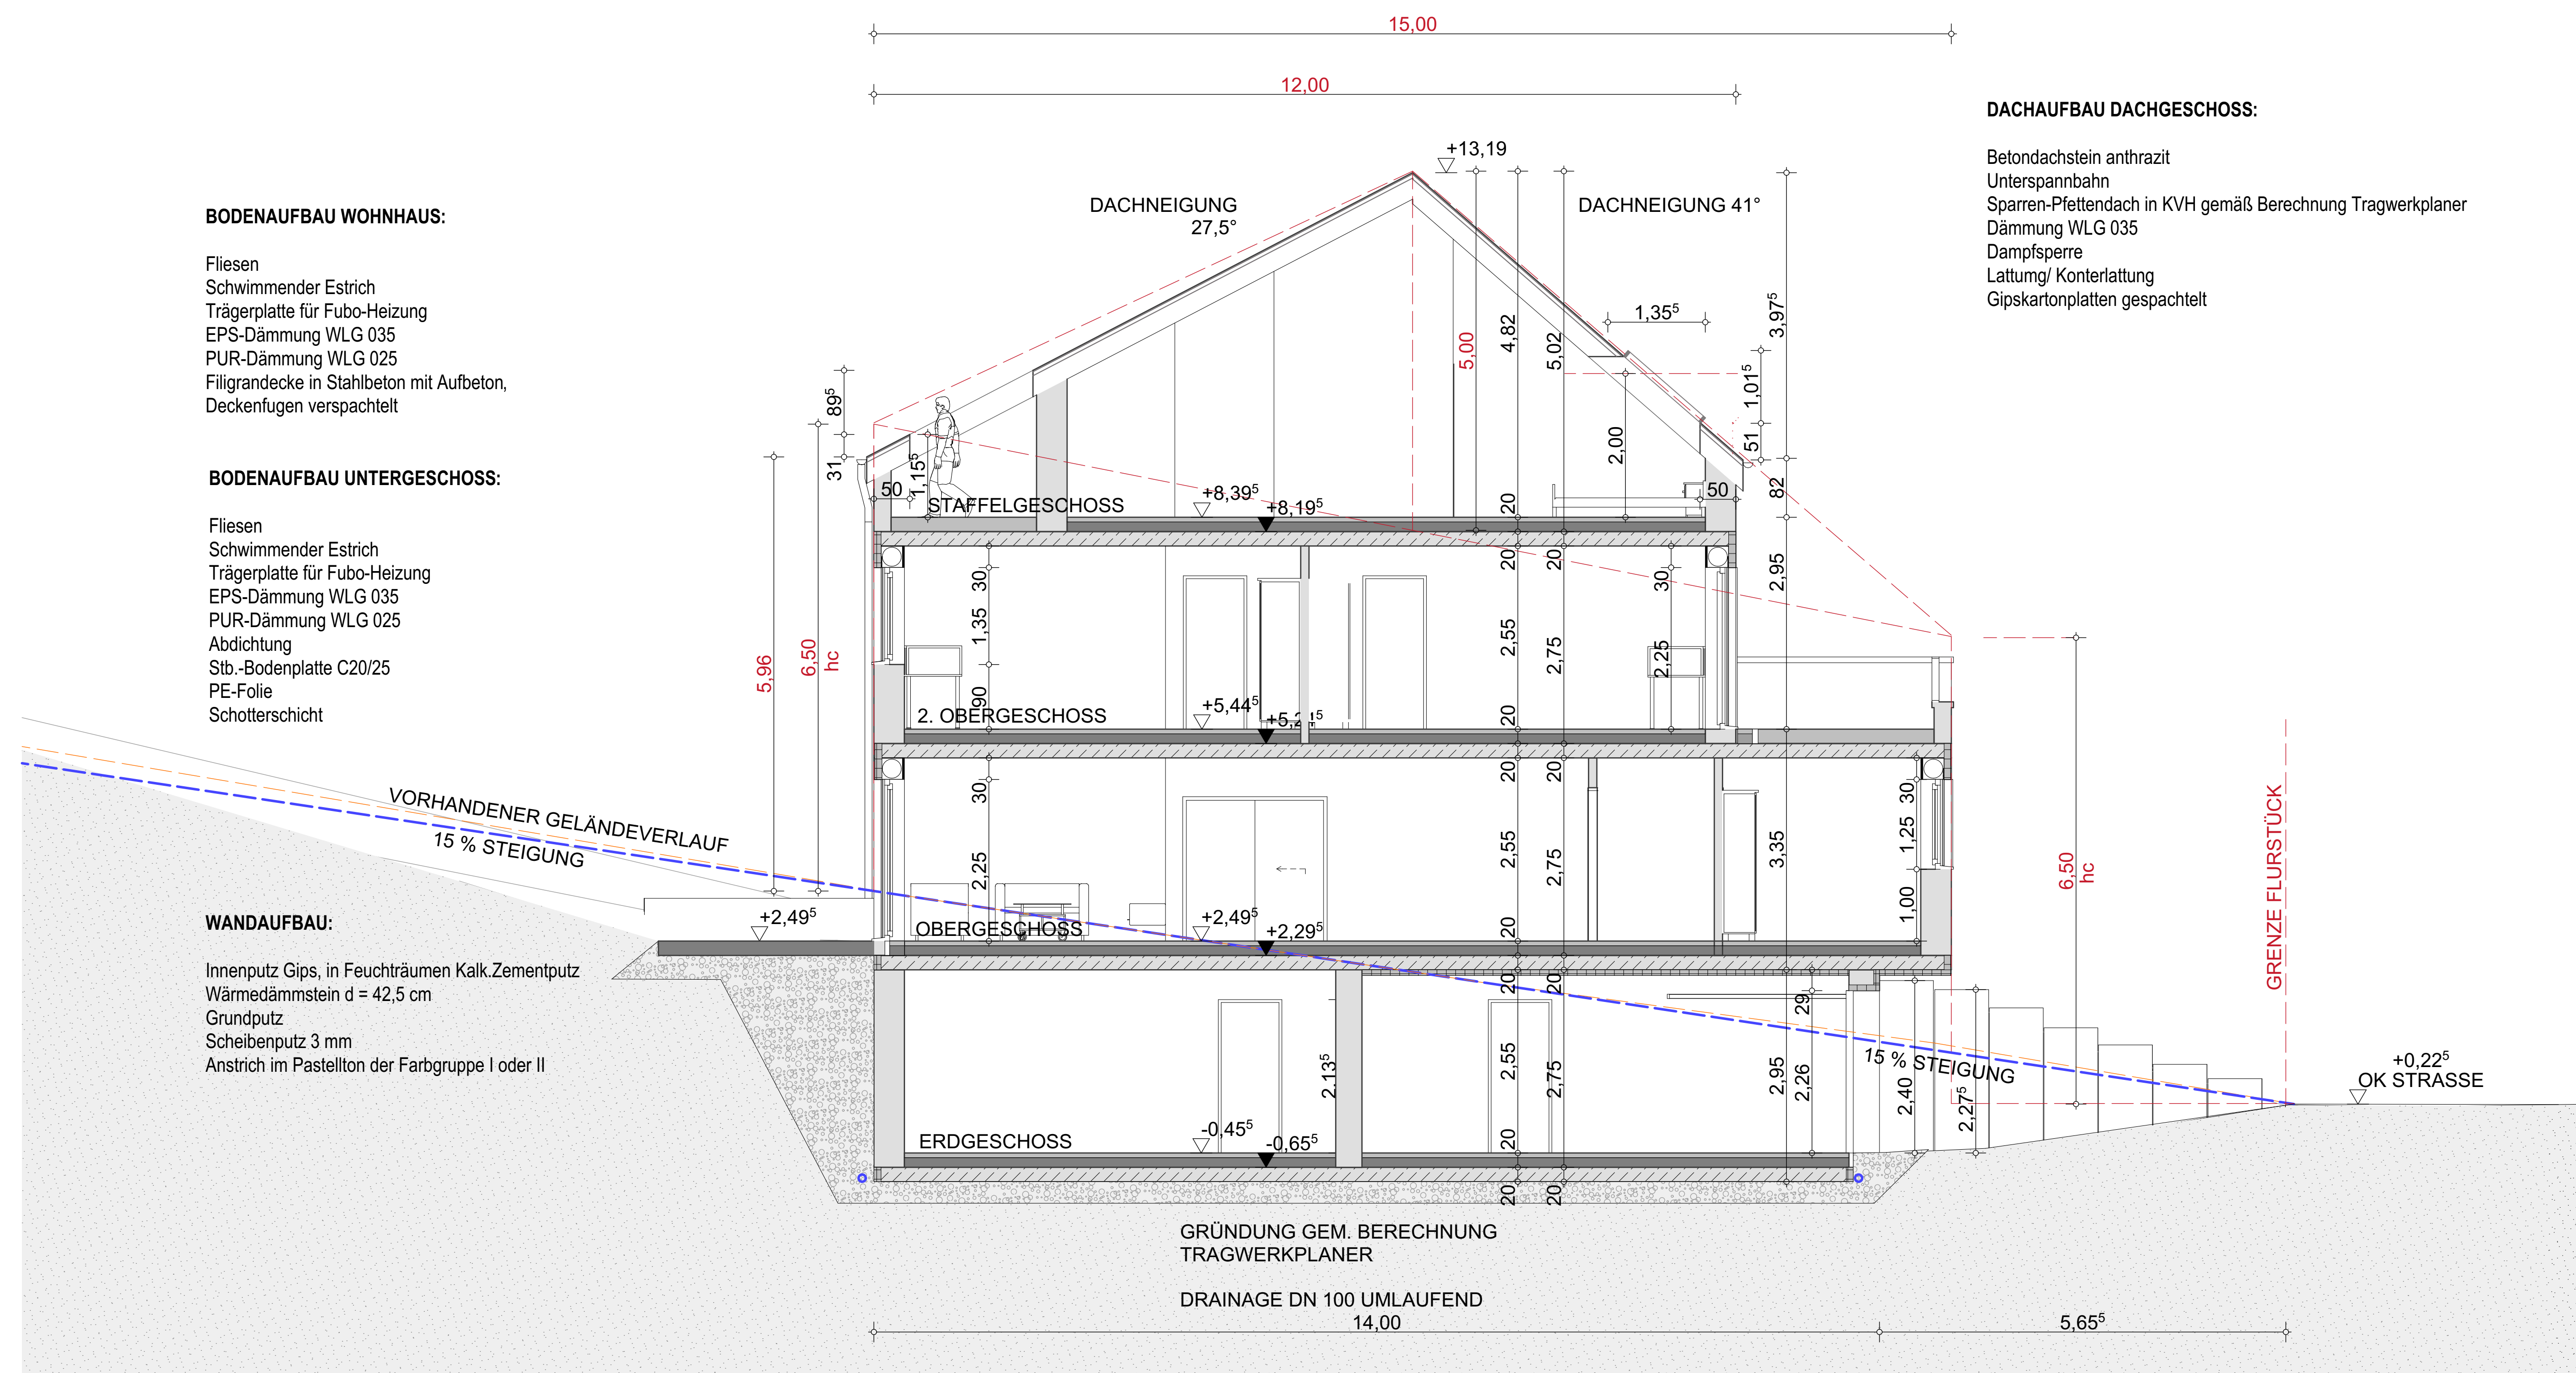 15,00
12,00
+13,19
DACHNEIGUNG
27,5°
DACHNEIGUNG 41°
DACHAUFBAU DACHGESCHOSS:
Betondachstein anthrazit
Unterspannbahn
Sparren-Pfettendach in KVH gemäß Berechnung Tragwerkplaner
Dämmung WLG 035
Dampfsperre
Lattumg/ Konterlattung
Gipskartonplatten gespachtelt
BODENAUFBAU WOHNHAUS:
Fliesen
Schwimmender Estrich
Trägerplatte für Fubo-Heizung
EPS-Dämmung WLG 035
PUR-Dämmung WLG 025
Filigrandecke in Stahlbeton mit Aufbeton,
Deckenfugen verspachtelt
BODENAUFBAU UNTERGESCHOSS:
Fliesen
Schwimmender Estrich
Trägerplatte für Fubo-Heizung
EPS-Dämmung WLG 035
PUR-Dämmung WLG 025
Abdichtung
Stb.-Bodenplatte C20/25
PE-Folie
Schotterschicht
WANDAUFBAU:
Innenputz Gips, in Feuchträumen Kalk.Zementputz
Wärmedämmstein d = 42,5 cm
Grundputz
Scheibenputz 3 mm
Anstrich im Pastellton der Farbgruppe I oder II
VORHANDENER GELÄNDEVERLAUF
15 % STEIGUNG
89⁵
31
5,96
6,50
hc
50
1,15⁵
STAFFELGESCHOSS
+8,39⁵
+8,19⁵
5,00
4,82
5,02
1,35⁵
2,00
3,97⁵
1,01⁵
51
50
82
20
20
20
30
1,35
90
2,55
2,75
30
2,25
2,95
2. OBERGESCHOSS
+5,44⁵
20
20
20
30
2,25
2,55
2,75
3,35
30
1,25
1,00
+2,49⁵
OBERGESCHOSS
+2,49⁵
+2,29⁵
20
20
20
2.13⁵
2,55
2,75
2,95
29
2,26
2,40
2,27⁵
15 % STEIGUNG
6,50
hc
GRENZE FLURSTÜCK
+0,22⁵
OK STRASSE
ERDGESCHOSS
-0,45⁵
-0,65⁵
20
20
20
GRÜNDUNG GEM. BERECHNUNG
TRAGWERKPLANER
DRAINAGE DN 100 UMLAUFEND
14,00
5,65⁵